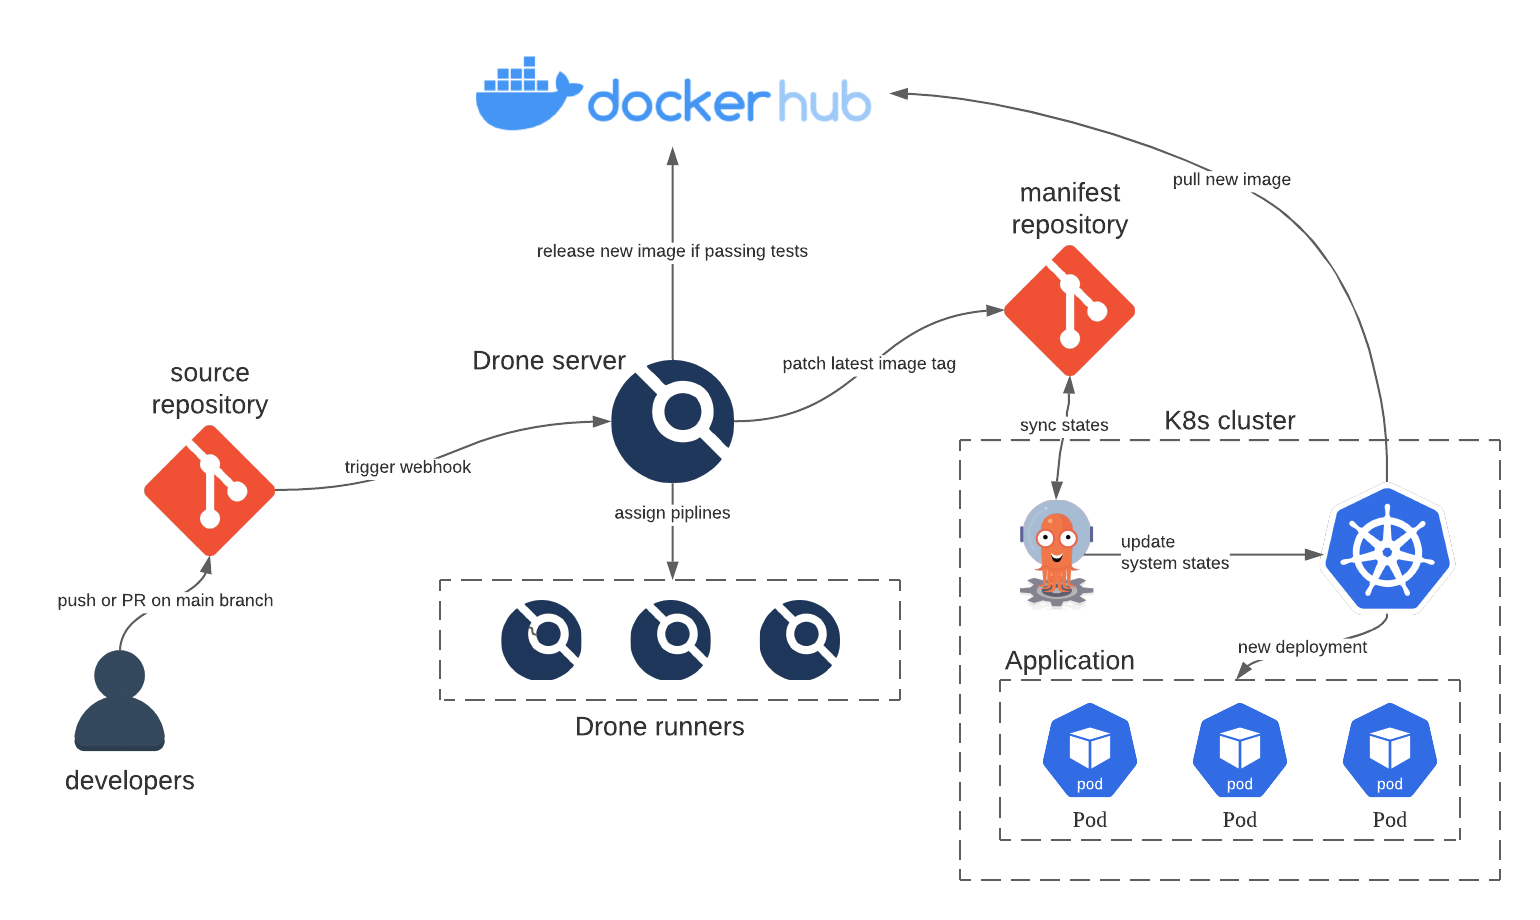 docker hub
pull new image
manifest
repository
release new image if passing tests
Drone server
patch latest image tag
source
repository
sync states
K8s cluster
trigger webhook
assign piplines
update
system states
push or PR on main branch
new deployment
Application
Drone runners
developers
pod
pod
pod
Pod
Pod
Pod